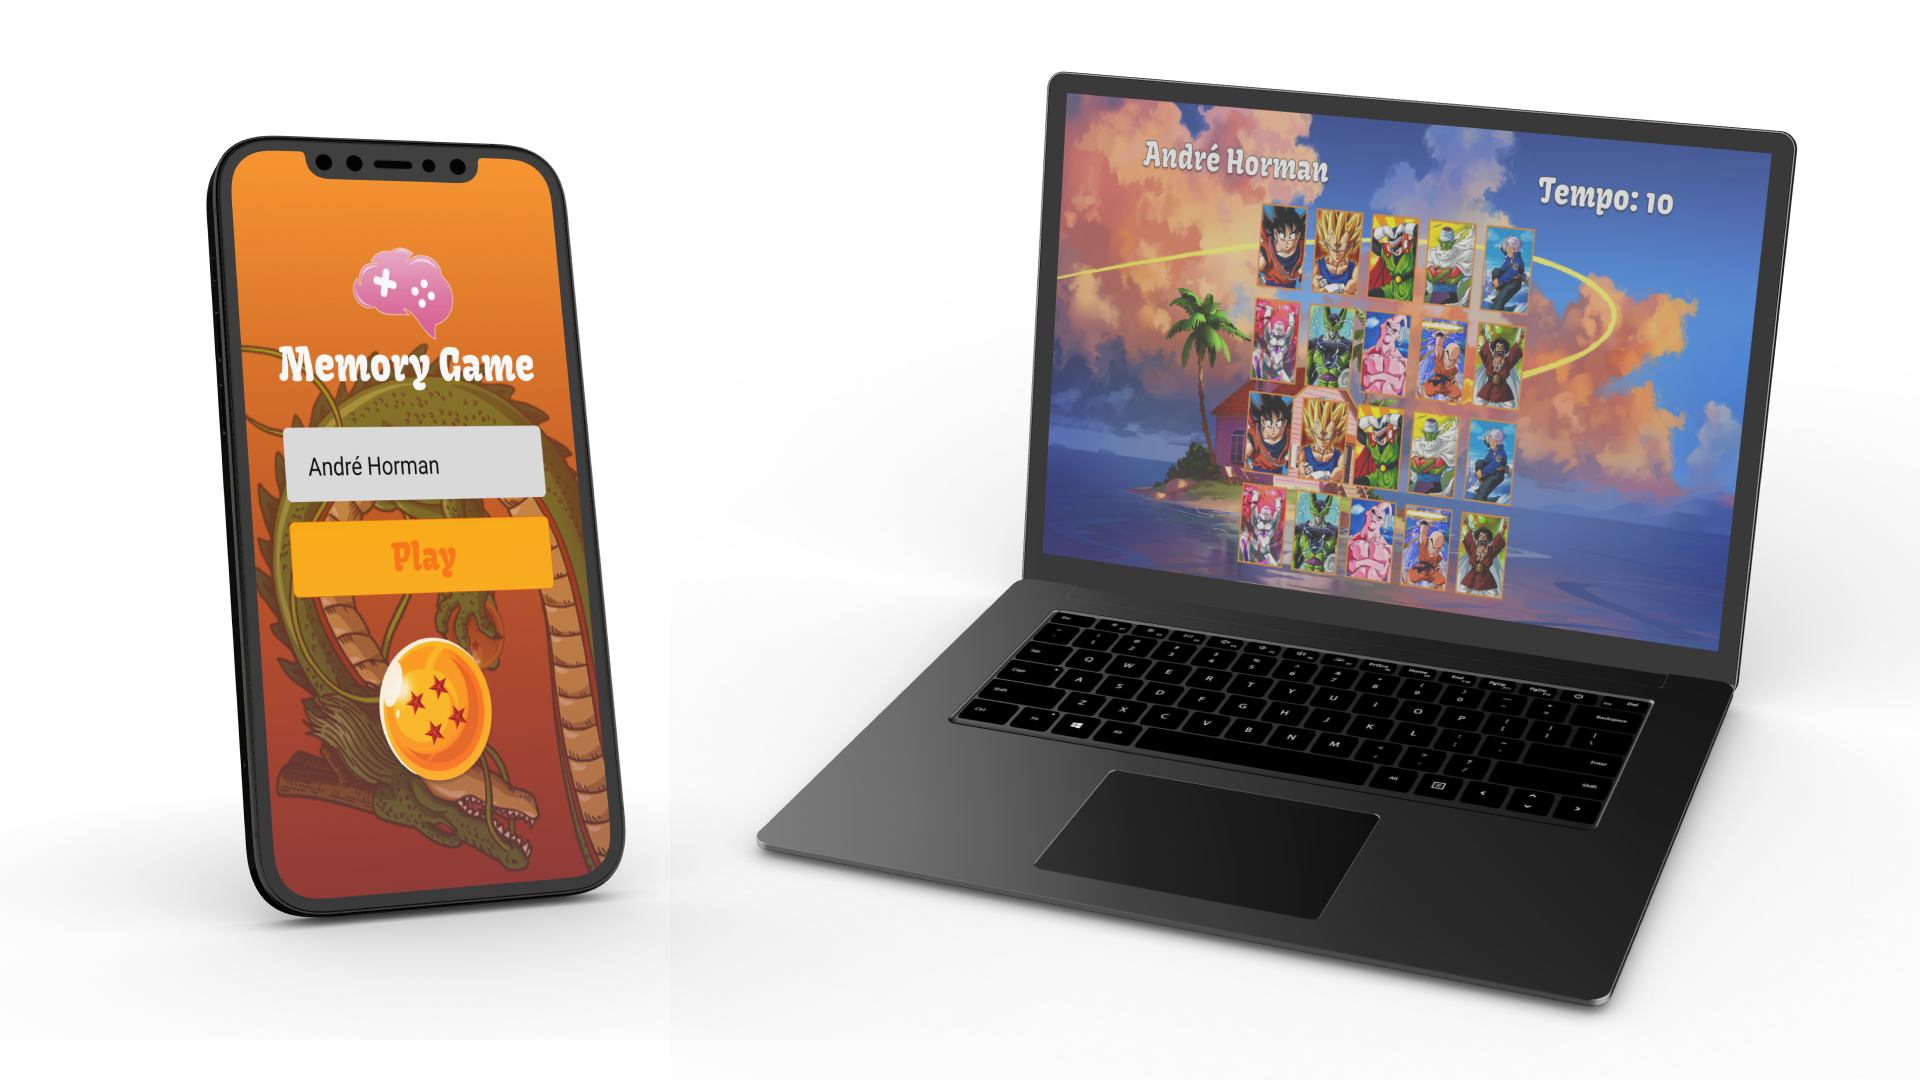 Memory Game
André Horman
Play
André Horman
Tempo: 10
Q W E R T Y U I O P
A S D F G H J K L
Z X C V B N M